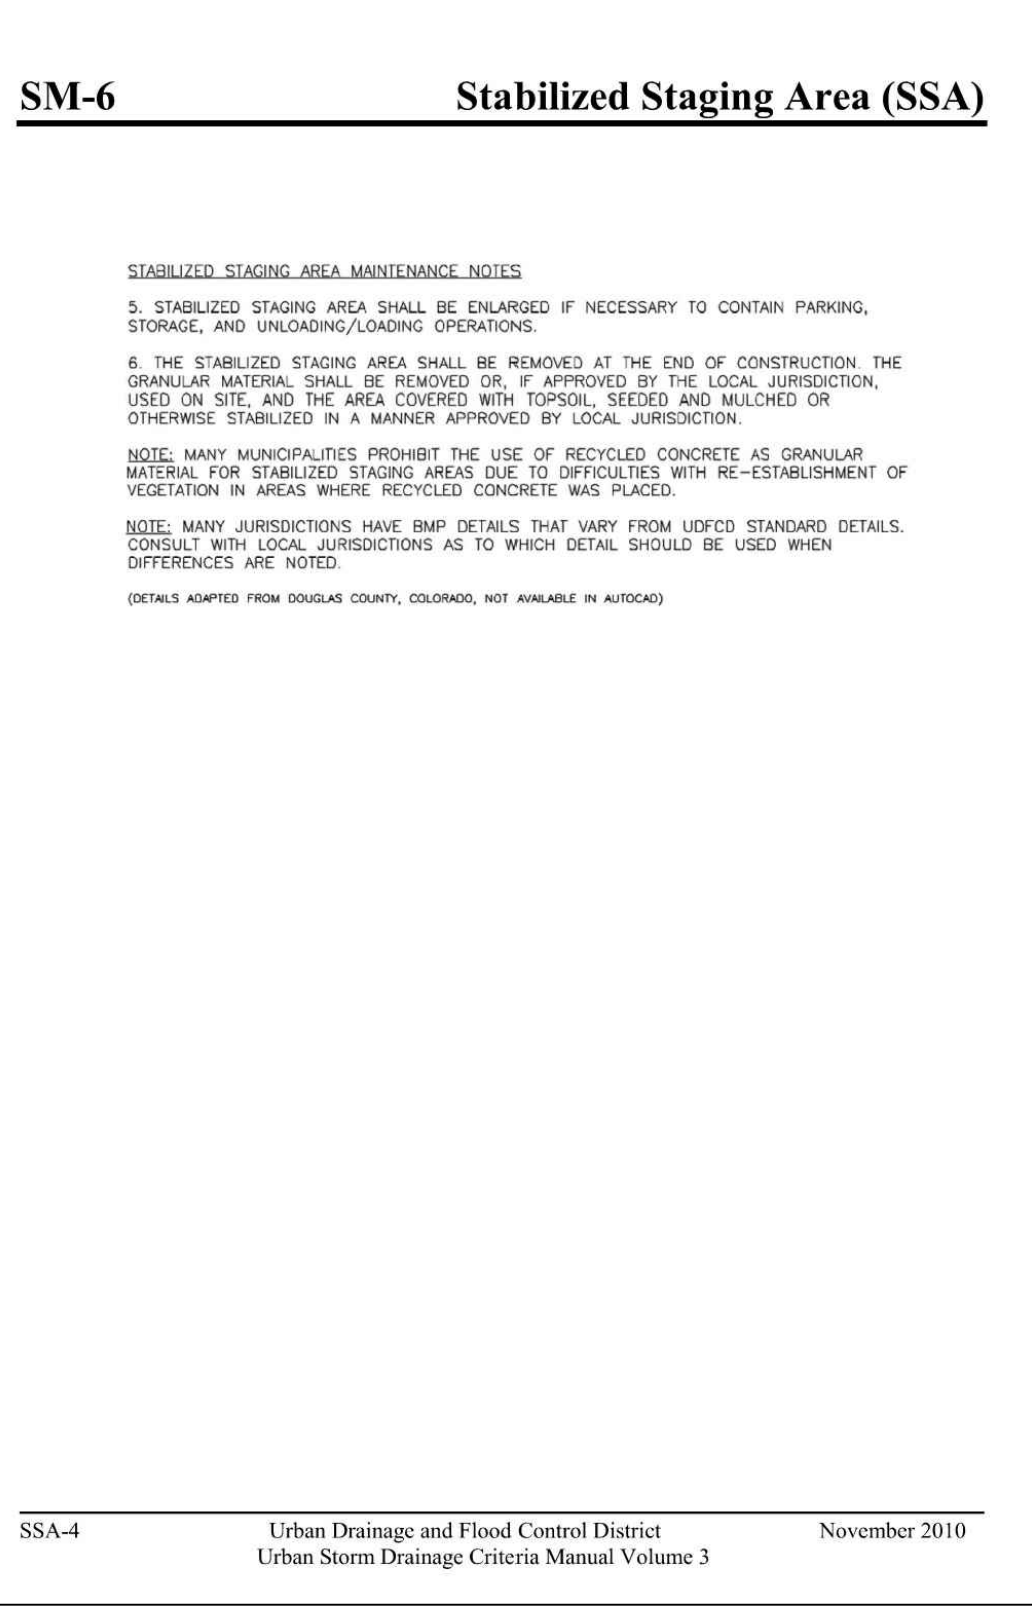 SM-6 Stabilized Staging Area (SSA)
STABILIZED STAGING AREA MAINTENANCE NOTES
5. STABILIZED STAGING AREA SHALL BE ENLARGED IF NECESSARY TO CONTAIN PARKING,
STORAGE, AND UNLOADING/LOADING OPERATIONS.
6. THE STABILIZED STAGING AREA SHALL BE REMOVED AT THE END OF CONSTRUCTION. THE
GRANULAR MATERIAL SHALL BE REMOVED OR, IF APPROVED BY THE LOCAL JURISDICTION,
USED ON SITE, AND THE AREA COVERED WITH TOPSOIL, SEEDED AND MULCHED OR
OTHERWISE STABILIZED IN A MANNER APPROVED BY LOCAL JURISDICTION.
NOTE: MANY MUNICIPALITIES PROHIBIT THE USE OF RECYCLED CONCRETE AS GRANULAR
MATERIAL FOR STABILIZED STAGING AREAS DUE TO DIFFICULTIES WITH RE-ESTABLISHMENT OF
VEGETATION IN AREAS WHERE RECYCLED CONCRETE WAS PLACED.
NOTE: MANY JURISDICTIONS HAVE BMP DETAILS THAT VARY FROM UDFCD STANDARD DETAILS.
CONSULT WITH LOCAL JURISDICTIONS AS TO WHICH DETAIL SHOULD BE USED WHEN
DIFFERENCES ARE NOTED.
(DETAILS ADAPTED FROM DOUGLAS COUNTY, COLORADO, NOT AVAILABLE IN AUTOCAD)
SSA-4 Urban Drainage and Flood Control District November 2010
Urban Storm Drainage Criteria Manual Volume 3